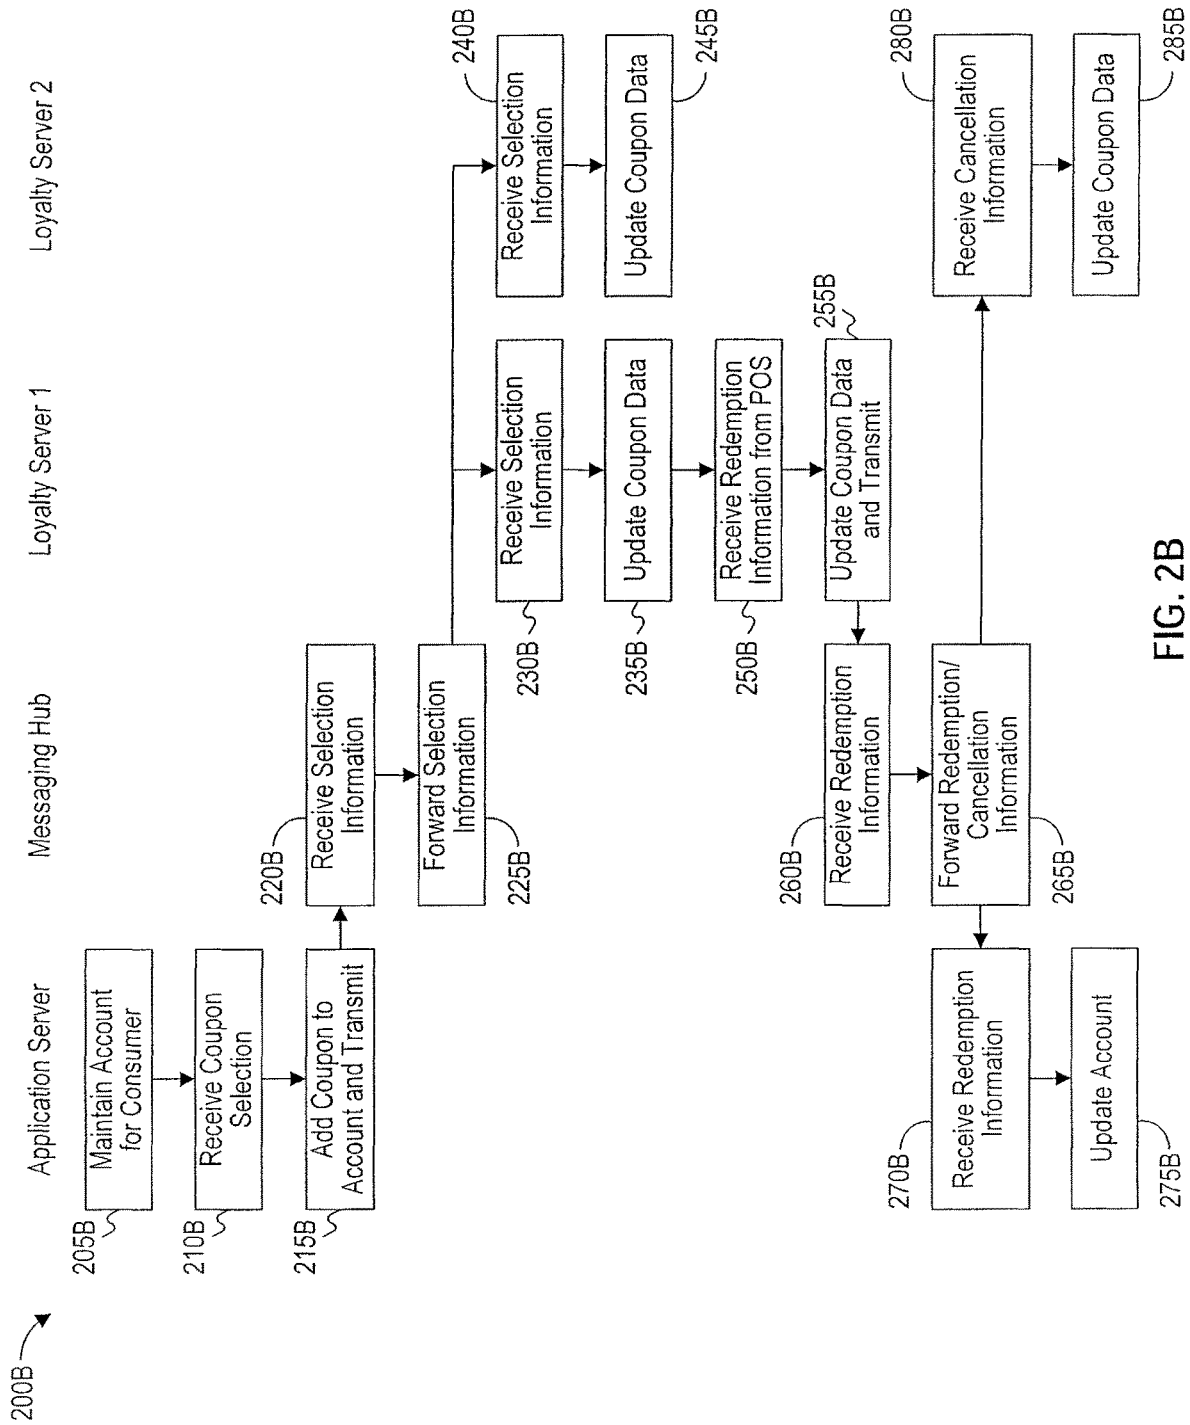 200B
Application Server
Messaging Hub
Loyalty Server 1
Loyalty Server 2
205B
Maintain Account
for Consumer
210B
Receive Coupon
Selection
215B
Add Coupon to
Account and Transmit
220B
Receive Selection
Information
Forward Selection
Information
225B
230B
Receive Selection
Information
240B
Receive Selection
Information
235B
Update Coupon Data
Update Coupon Data
245B
250B
Receive Redemption
Information from POS
255B
Update Coupon Data
and Transmit
260B
Receive Redemption
Information
Forward Redemption/
Cancellation
Information
265B
270B
Receive Redemption
Information
Update Account
275B
280B
Receive Cancellation
Information
Update Coupon Data
285B
FIG. 2B